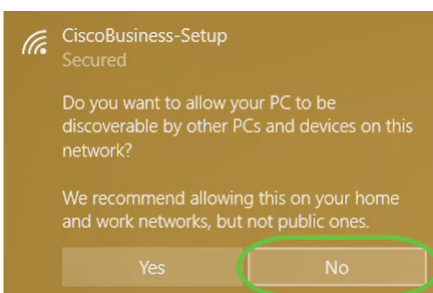 CiscoBusiness-Setup
Secured
Do you want to allow your PC to be
discoverable by other PCs and devices on this
network?
We recommend allowing this on your home
and work networks, but not public ones.
Yes
No